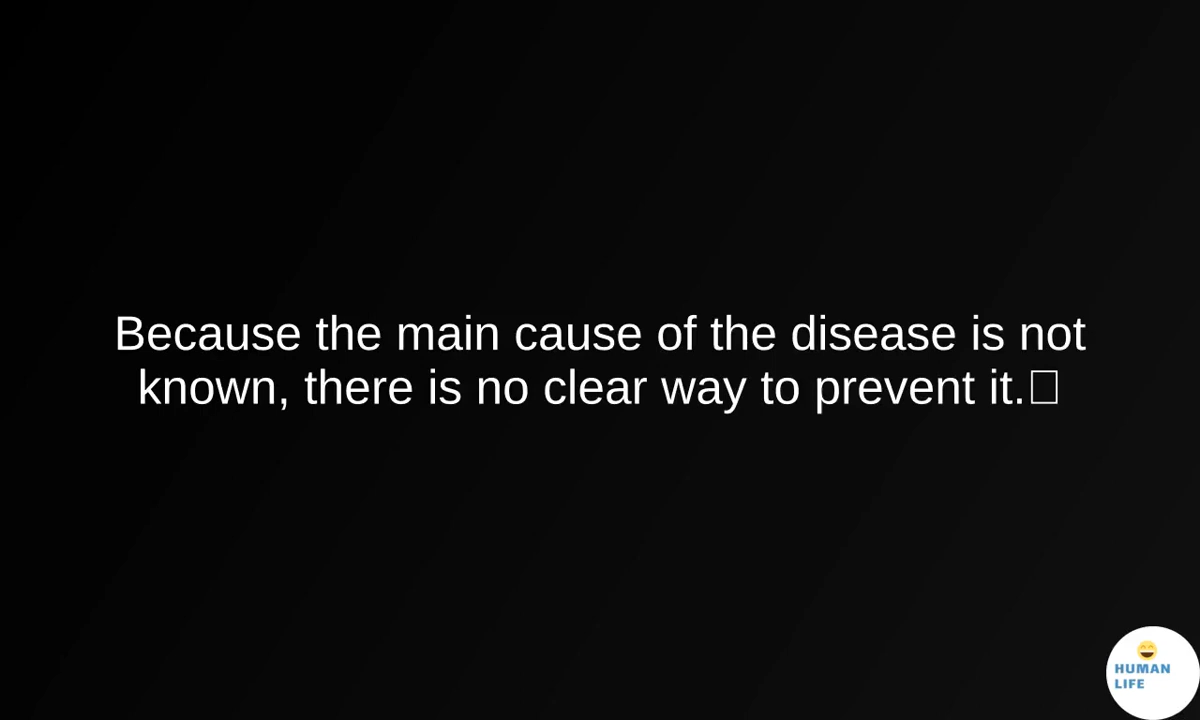 Because the main cause of the disease is not
known, there is no clear way to prevent it.
HUMAN
LIFE